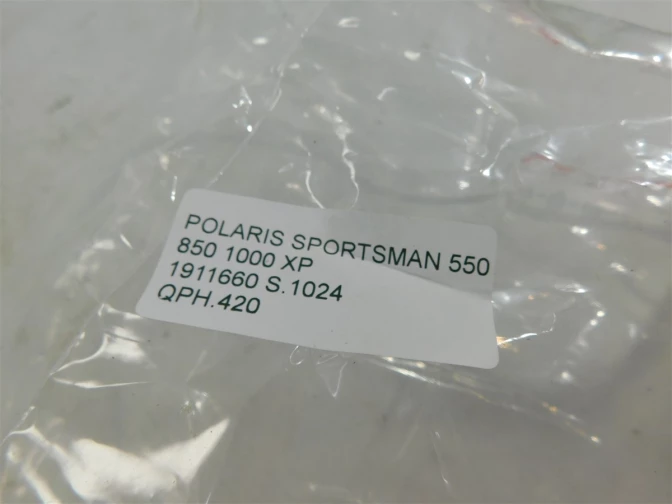 POLARIS SPORTSMAN 550
850 1000 XP
1911660 S.1024
QPH.420